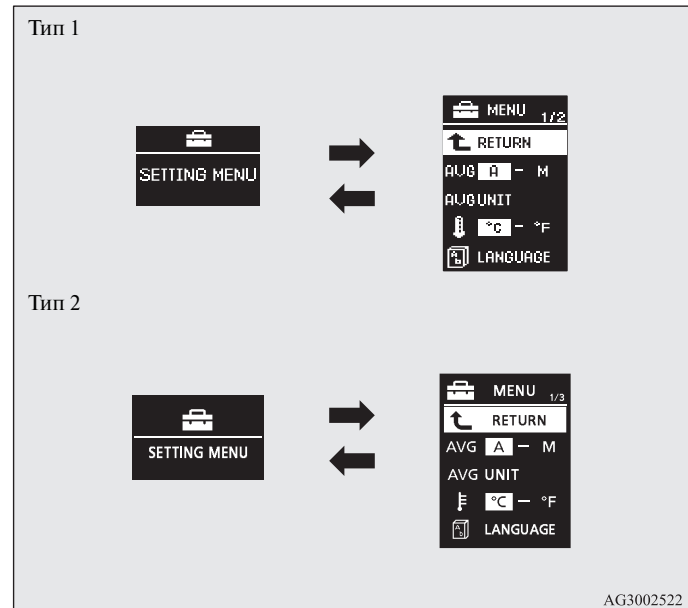 Тип 1
SETTING MENU
MENU 1/2
RETURN
AVG A - M
AVG UNIT
°C - °F
LANGUAGE
Тип 2
SETTING MENU
MENU 1/3
RETURN
AVG A - M
AVG UNIT
°C - °F
LANGUAGE
AG3002522